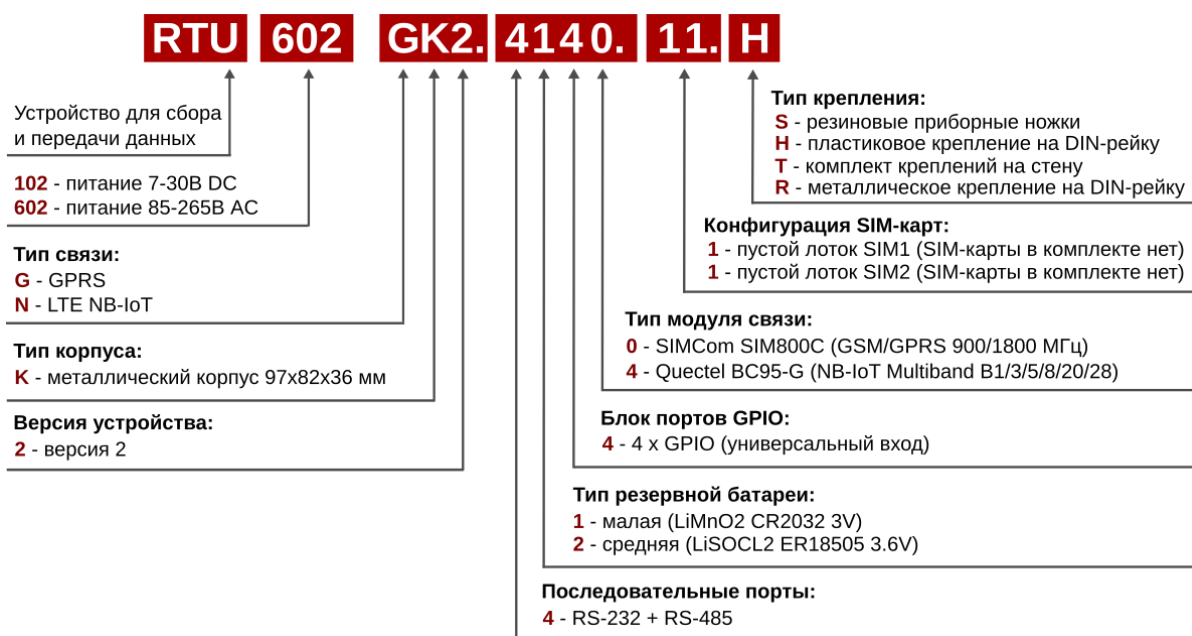 RTU 602 GK2. 4140. 11. H
Устройство для сбора
и передачи данных
102 - питание 7-30В DC
602 - питание 85-265В AC
Тип связи:
G - GPRS
N - LTE NB-IoT
Тип корпуса:
K - металлический корпус 97x82x36 мм
Версия устройства:
2 - версия 2
Тип крепления:
S - резиновые приборные ножки
H - пластиковое крепление на DIN-рейку
T - комплект креплений на стену
R - металлическое крепление на DIN-рейку
Конфигурация SIM-карт:
1 - пустой лоток SIM1 (SIM-карты в комплекте нет)
1 - пустой лоток SIM2 (SIM-карты в комплекте нет)
Тип модуля связи:
0 - SIMCom SIM800C (GSM/GPRS 900/1800 МГц)
4 - Quectel BC95-G (NB-IoT Multiband B1/3/5/8/20/28)
Блок портов GPIO:
4 - 4 x GPIO (универсальный вход)
Тип резервной батареи:
1 - малая (LiMnO2 CR2032 3V)
2 - средняя (LiSOCL2 ER18505 3.6V)
Последовательные порты:
4 - RS-232 + RS-485